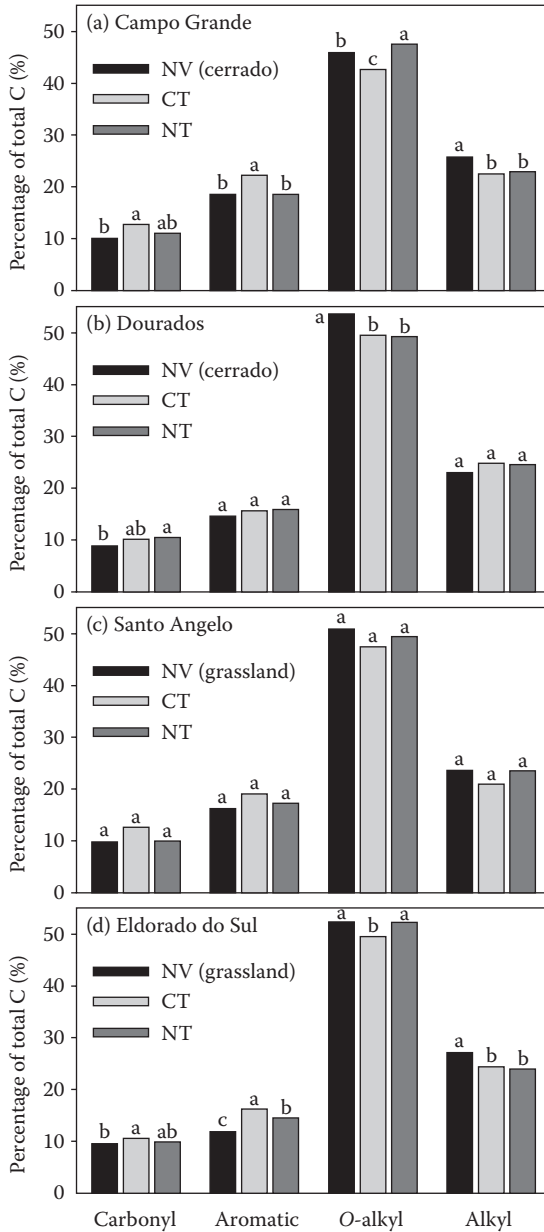 (a) Campo Grande
NV (cerrado)
CT
NT
Percentage of total C (%)
50
40
30
20
10
0
b a ab
b a b
b c a
a b b
(b) Dourados
NV (cerrado)
CT
NT
Percentage of total C (%)
50
40
30
20
10
0
b ab a
a a a
a b b
a a a
(c) Santo Angelo
NV (grassland)
CT
NT
Percentage of total C (%)
50
40
30
20
10
0
a a a
a a a
a a a
a a a
(d) Eldorado do Sul
NV (grassland)
CT
NT
Percentage of total C (%)
50
40
30
20
10
0
b a ab
c a b
a b a
a b b
Carbonyl Aromatic O-alkyl Alkyl